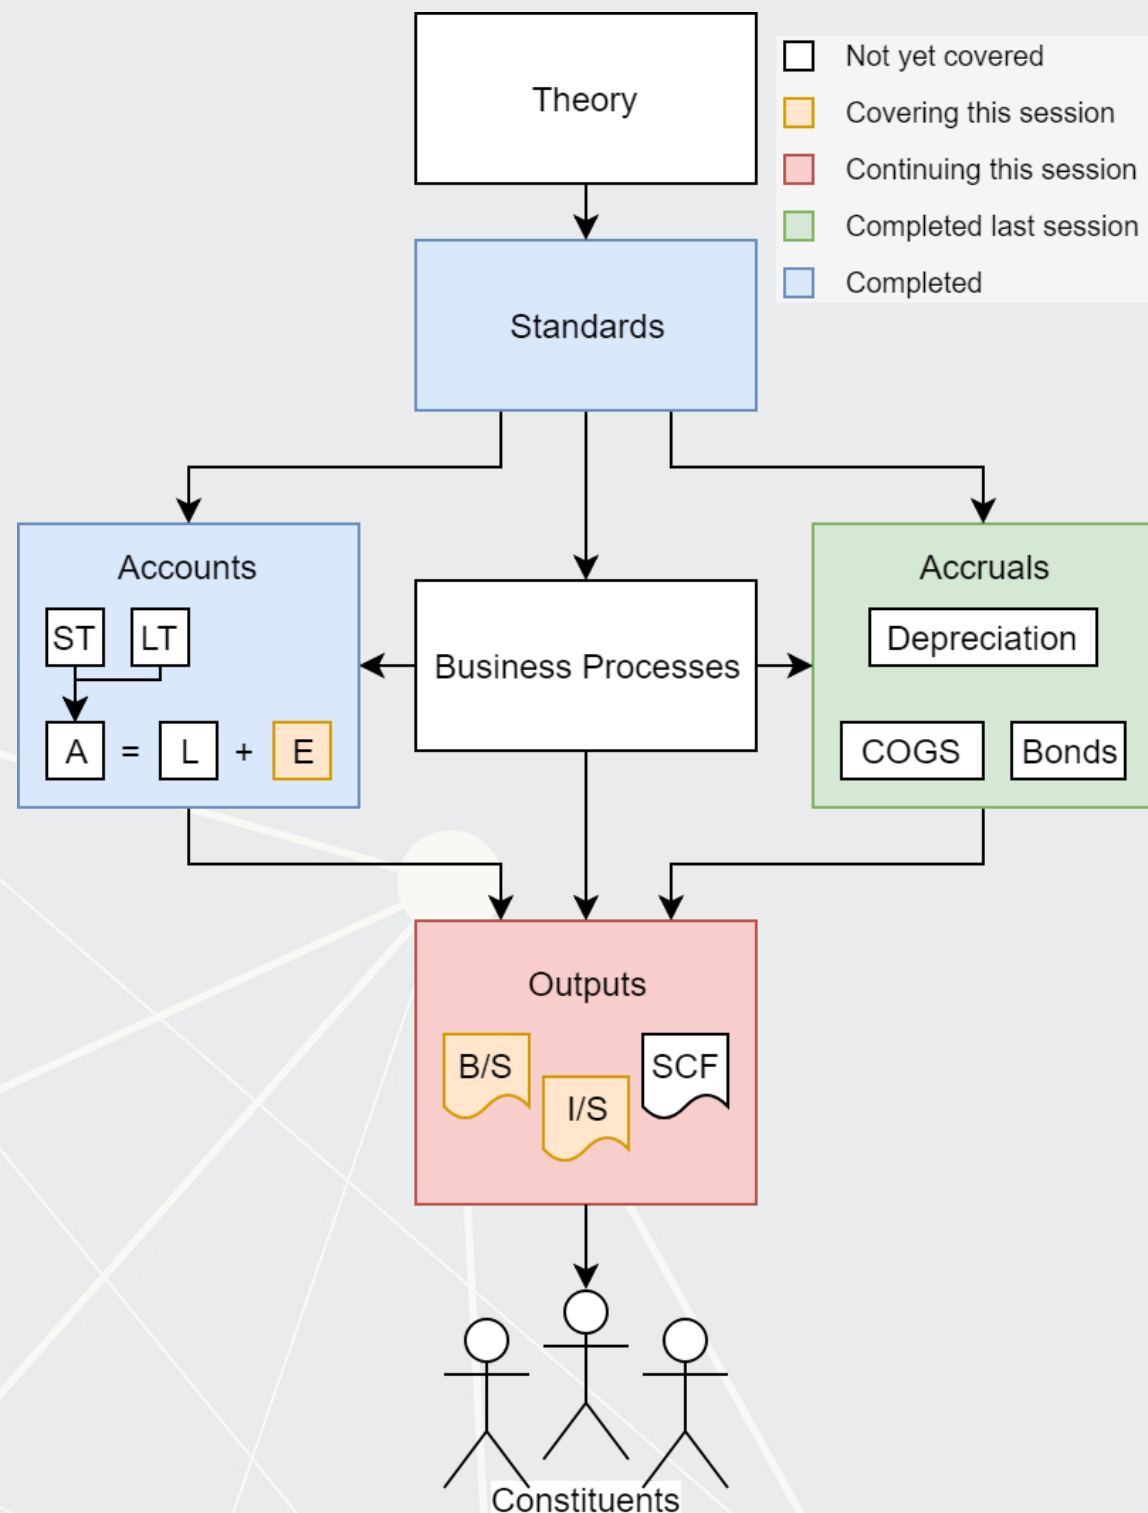 Theory
Not yet covered
Covering this session
Continuing this session
Completed last session
Completed
Standards
Accounts
ST LT
A = L + E
Business Processes
Accruals
Depreciation
COGS Bonds
Outputs
B/S I/S SCF
Constituents